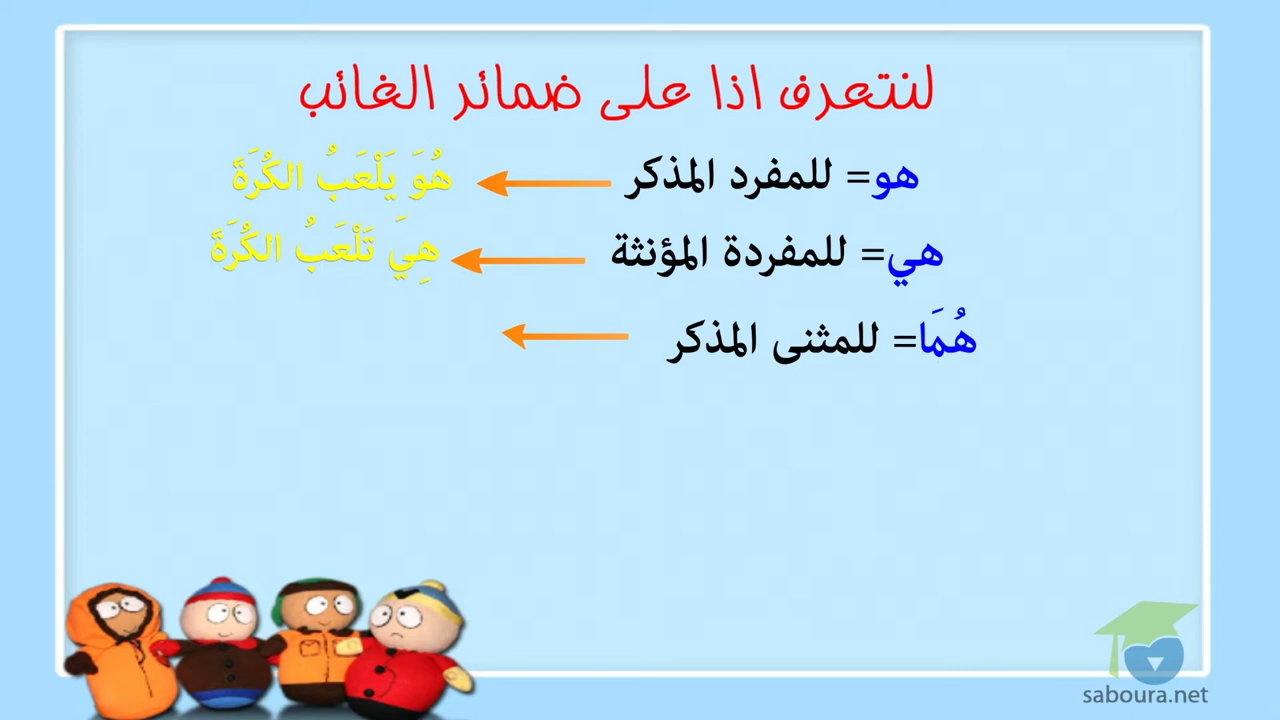 لنتعرف اذا على ضمائر الغائب
هو= للمفرد المذكر هُوَ يَلْعَبُ الكُرَةَ
هي= للمفردة المؤنثة هِيَ تَلْعَبُ الكُرَةَ
هُمَا= للمثنى المذكر
saboura.net